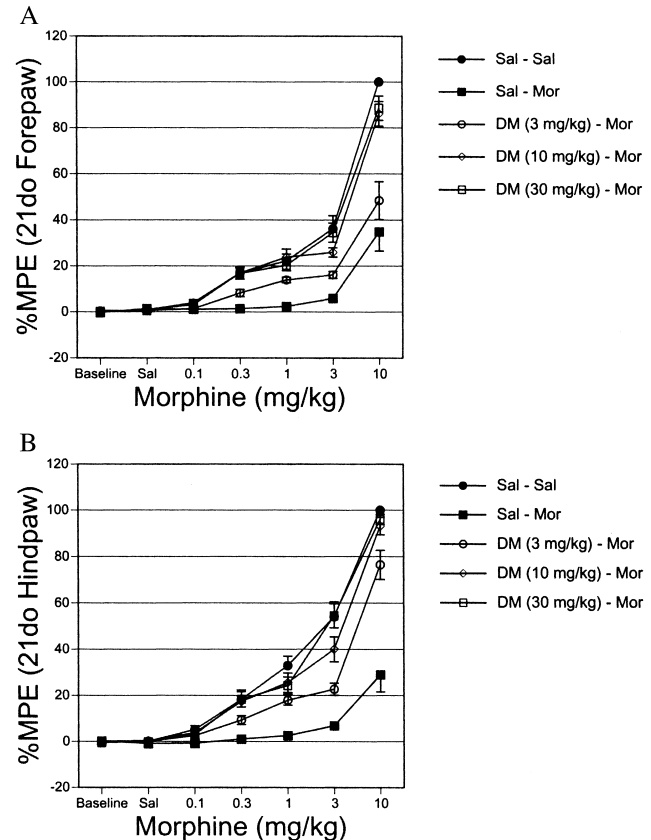 A
120
100
80
60
40
20
0
-20
%MPE (21do Forepaw)
Baseline Sal 0.1 0.3 1 3 10
Morphine (mg/kg)
Sal - Sal
Sal - Mor
DM (3 mg/kg) - Mor
DM (10 mg/kg) - Mor
DM (30 mg/kg) - Mor
B
120
100
80
60
40
20
0
-20
%MPE (21do Hindpaw)
Baseline Sal 0.1 0.3 1 3 10
Morphine (mg/kg)
Sal - Sal
Sal - Mor
DM (3 mg/kg) - Mor
DM (10 mg/kg) - Mor
DM (30 mg/kg) - Mor